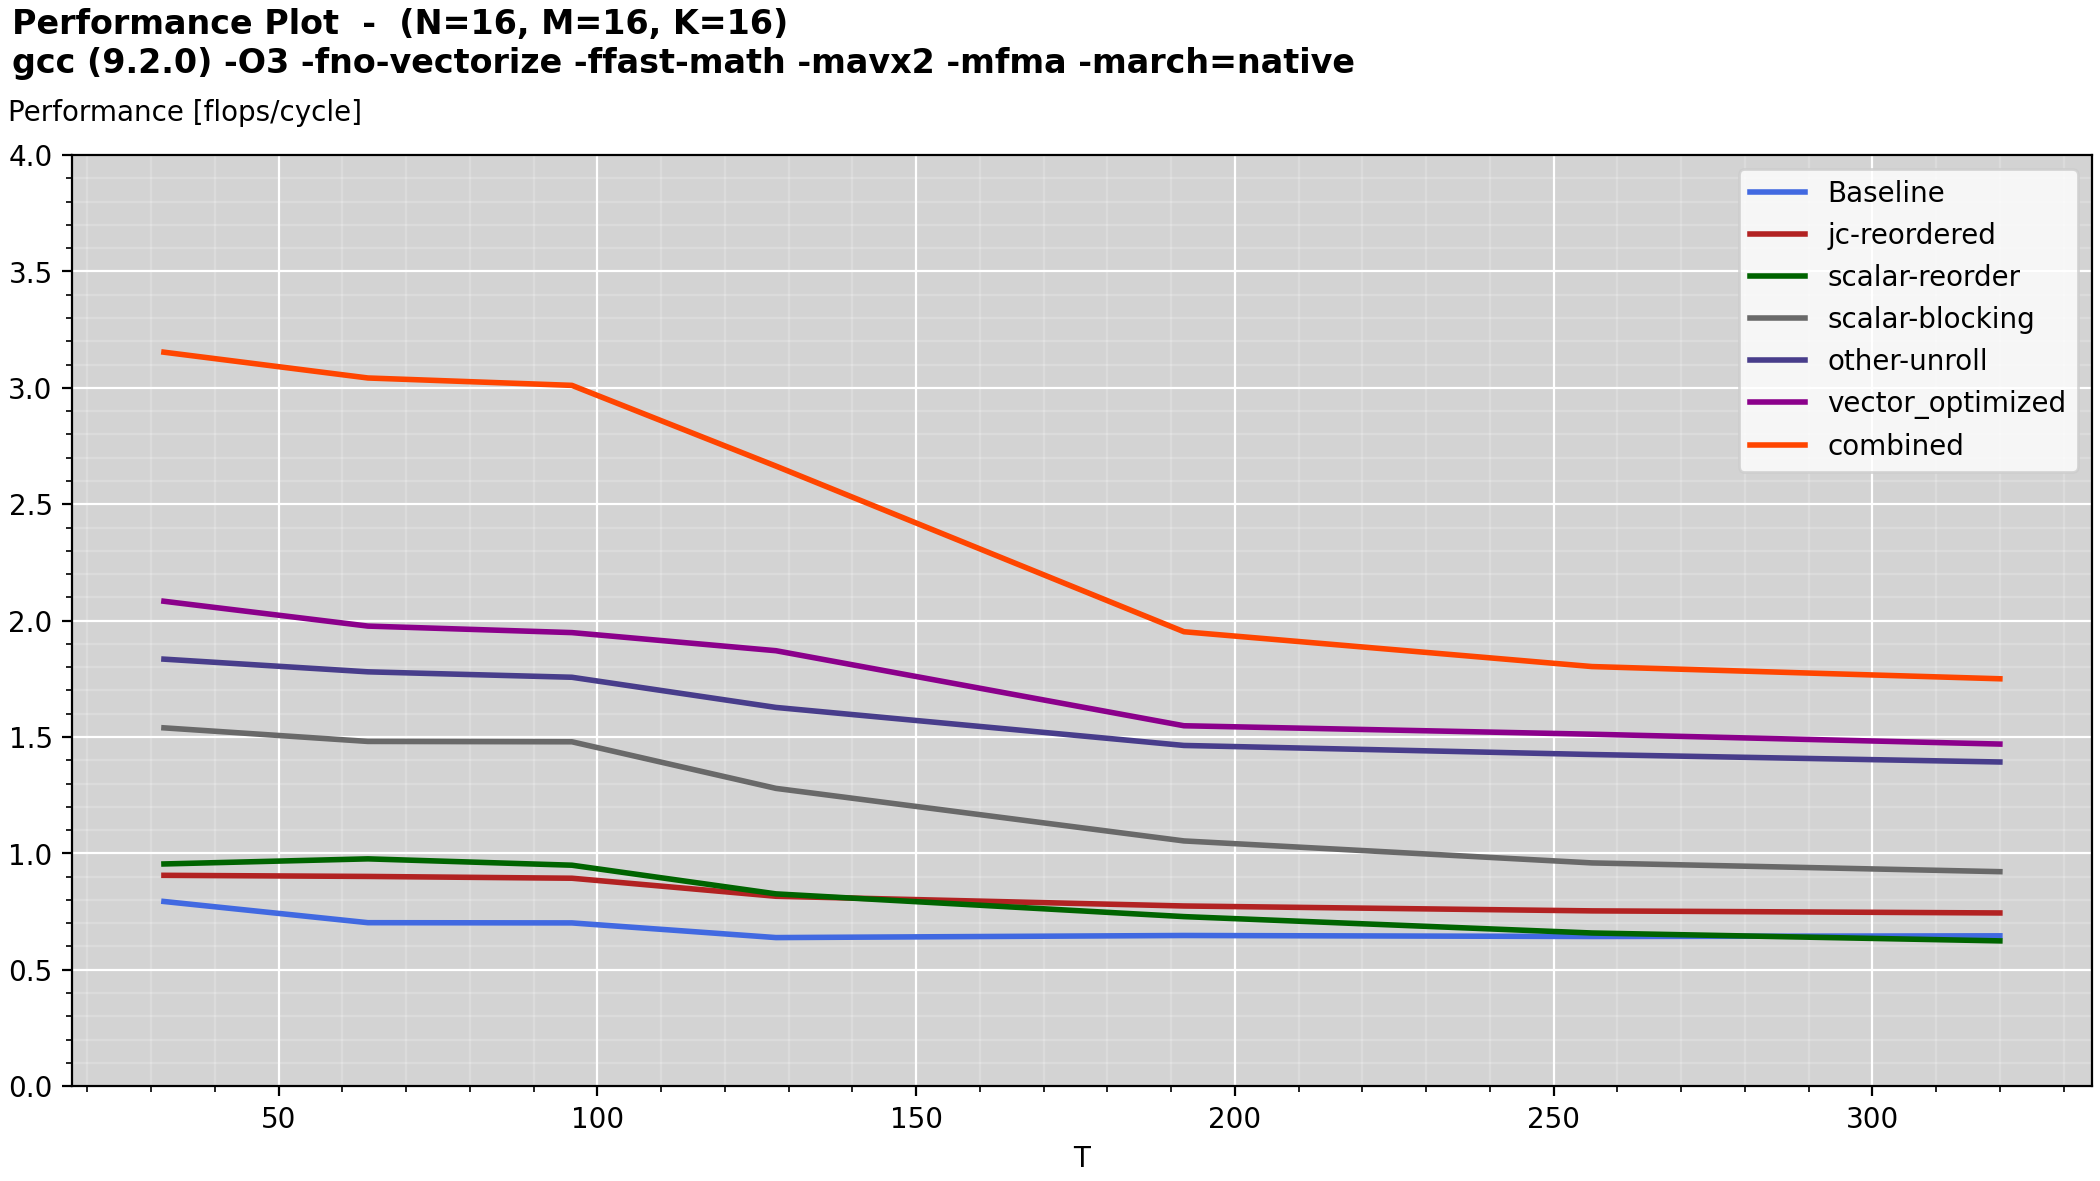 Performance Plot - (N=16, M=16, K=16)
gcc (9.2.0) -O3 -fno-vectorize -ffast-math -mavx2 -mfma -march=native
Performance [flops/cycle]
4.0
3.5
3.0
2.5
2.0
1.5
1.0
0.5
0.0
Baseline
jc-reordered
scalar-reorder
scalar-blocking
other-unroll
vector_optimized
combined
50 100 150 200 250 300
T